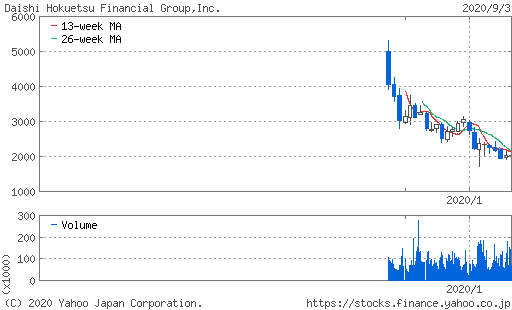 Daishi Hokuetsu Financial Group,Inc. 2020/9/3
6000
13-week MA
26-week MA
5000
4000
3000
2000
1000
2020/1
300
Volume
200
100
0
(x1000)
2020/1
(C) 2020 Yahoo Japan Corporation. https://stocks.finance.yahoo.co.jp/